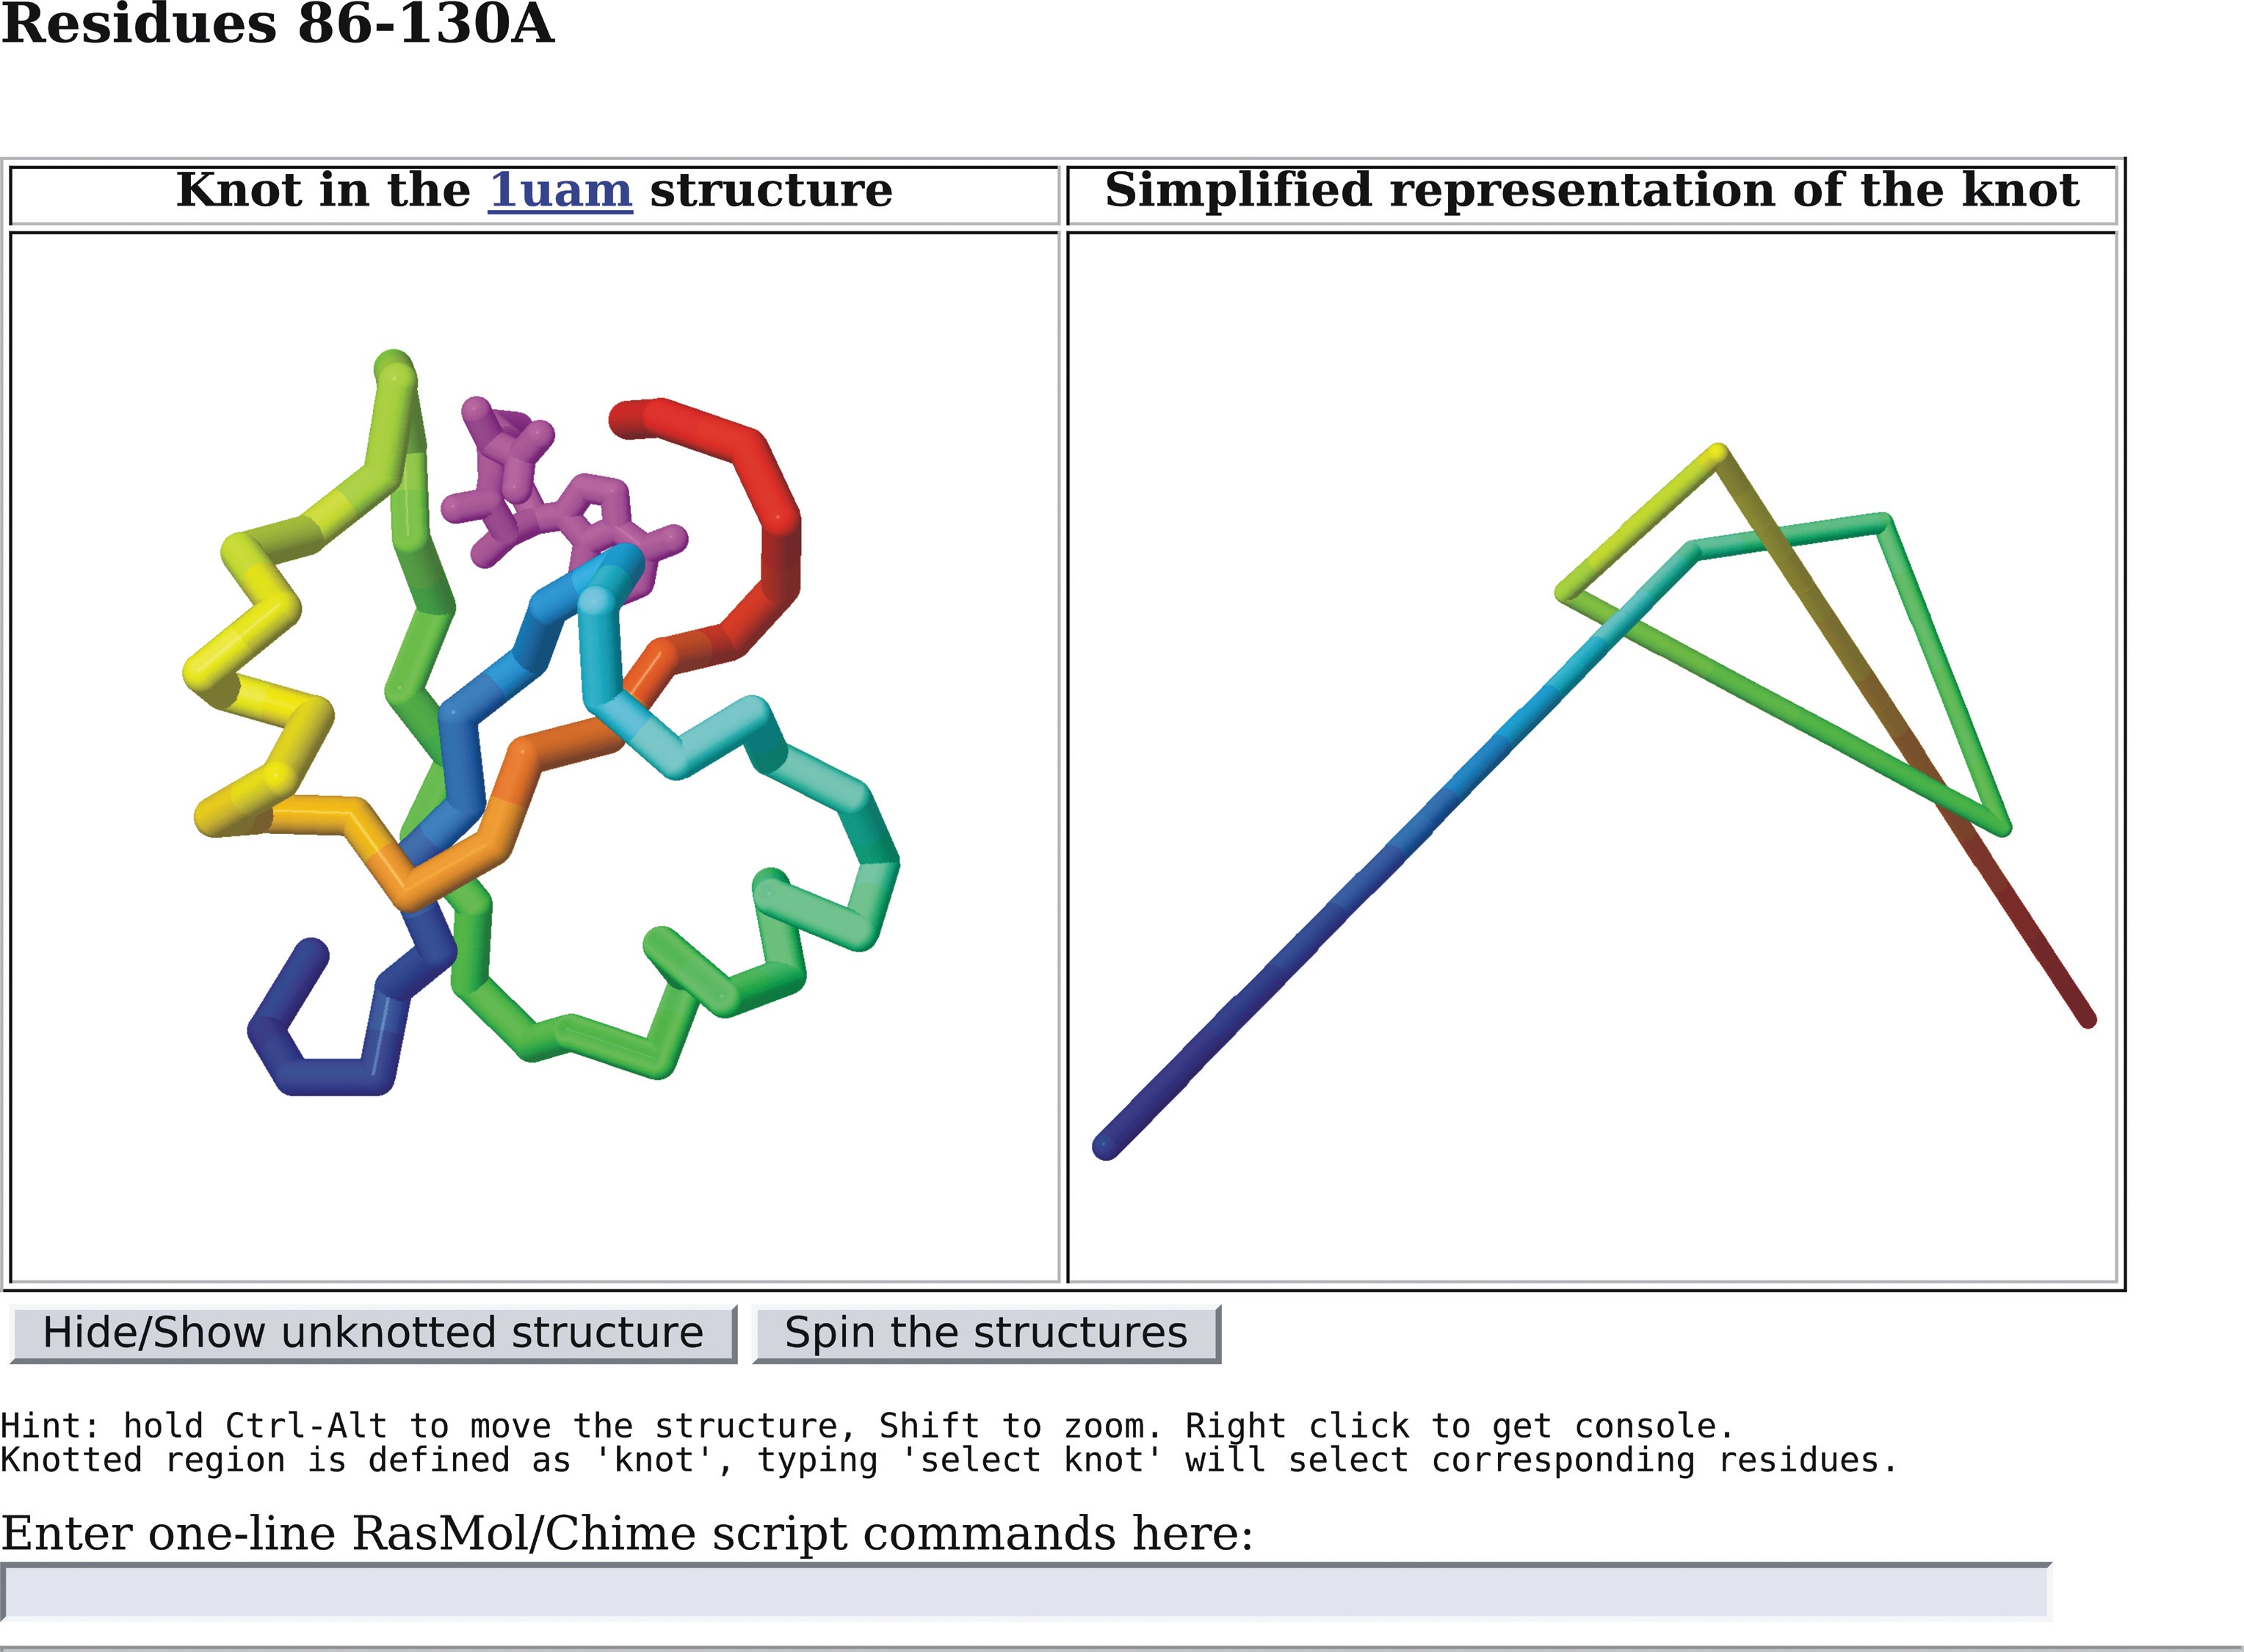 Residues 86-130A
Knot in the 1uam structure
Simplified representation of the knot
Hide/Show unknotted structure
Spin the structures
Hint: hold Ctrl-Alt to move the structure, Shift to zoom. Right click to get console.
Knotted region is defined as 'knot', typing 'select knot' will select corresponding residues.
Enter one-line RasMol/Chime script commands here: